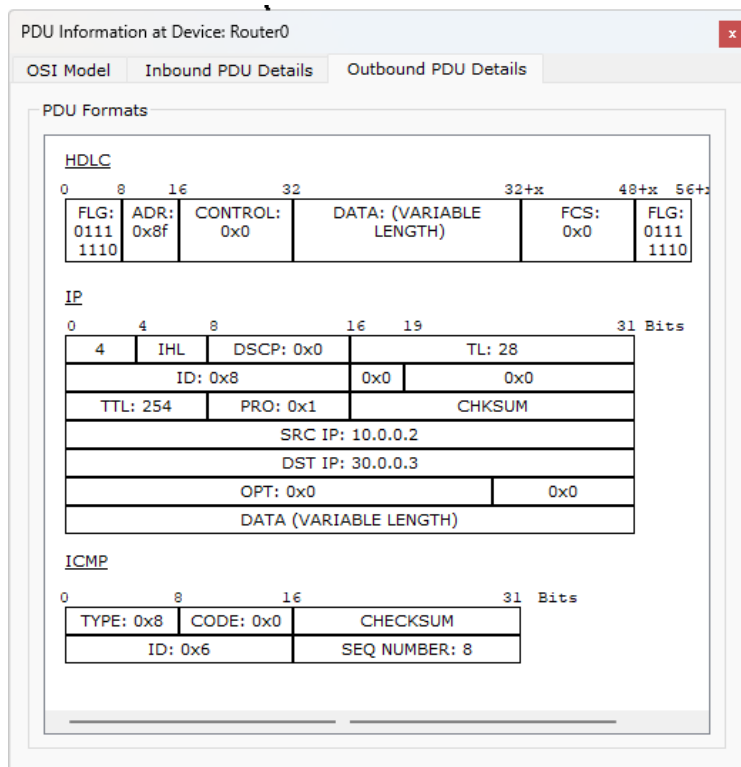 PDU Information at Device: Router0
x
OSI Model Inbound PDU Details Outbound PDU Details
PDU Formats
HDLC
0 8 16 32 32+x 48+x 56+x
FLG: 0111 1110 ADR: 0x8f CONTROL: 0x0 DATA: (VARIABLE LENGTH) FCS: 0x0 FLG: 0111 1110
IP
0 4 8 16 19 31 Bits
4 IHL DSCP: 0x0 TL: 28
ID: 0x8 0x0 0x0
TTL: 254 PRO: 0x1 CHKSUM
SRC IP: 10.0.0.2
DST IP: 30.0.0.3
OPT: 0x0 0x0
DATA (VARIABLE LENGTH)
ICMP
0 8 16 31 Bits
TYPE: 0x8 CODE: 0x0 CHECKSUM
ID: 0x6 SEQ NUMBER: 8